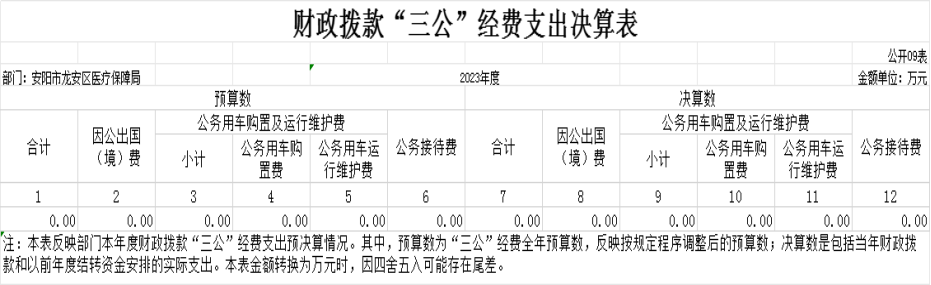 财政拨款“三公”经费支出决算表
公开09表
部门：安阳市龙安区医疗保障局 2023年度 金额单位：万元
预算数 决算数
合计 因公出国（境）费 公务用车购置及运行维护费 公务接待费 合计 因公出国（境）费 公务用车购置及运行维护费 公务接待费
小计 公务用车购置费 公务用车运行维护费 小计 公务用车购置费 公务用车运行维护费
1 2 3 4 5 6 7 8 9 10 11 12
0.00 0.00 0.00 0.00 0.00 0.00 0.00 0.00 0.00 0.00 0.00 0.00
注：本表反映部门本年度财政拨款“三公”经费支出预决算情况。其中，预算数为“三公”经费全年预算数，反映按规定程序调整后的预算数；决算数是包括当年财政拨
款和以前年度结转资金安排的实际支出。本表金额转换为万元时，因四舍五入可能存在尾差。